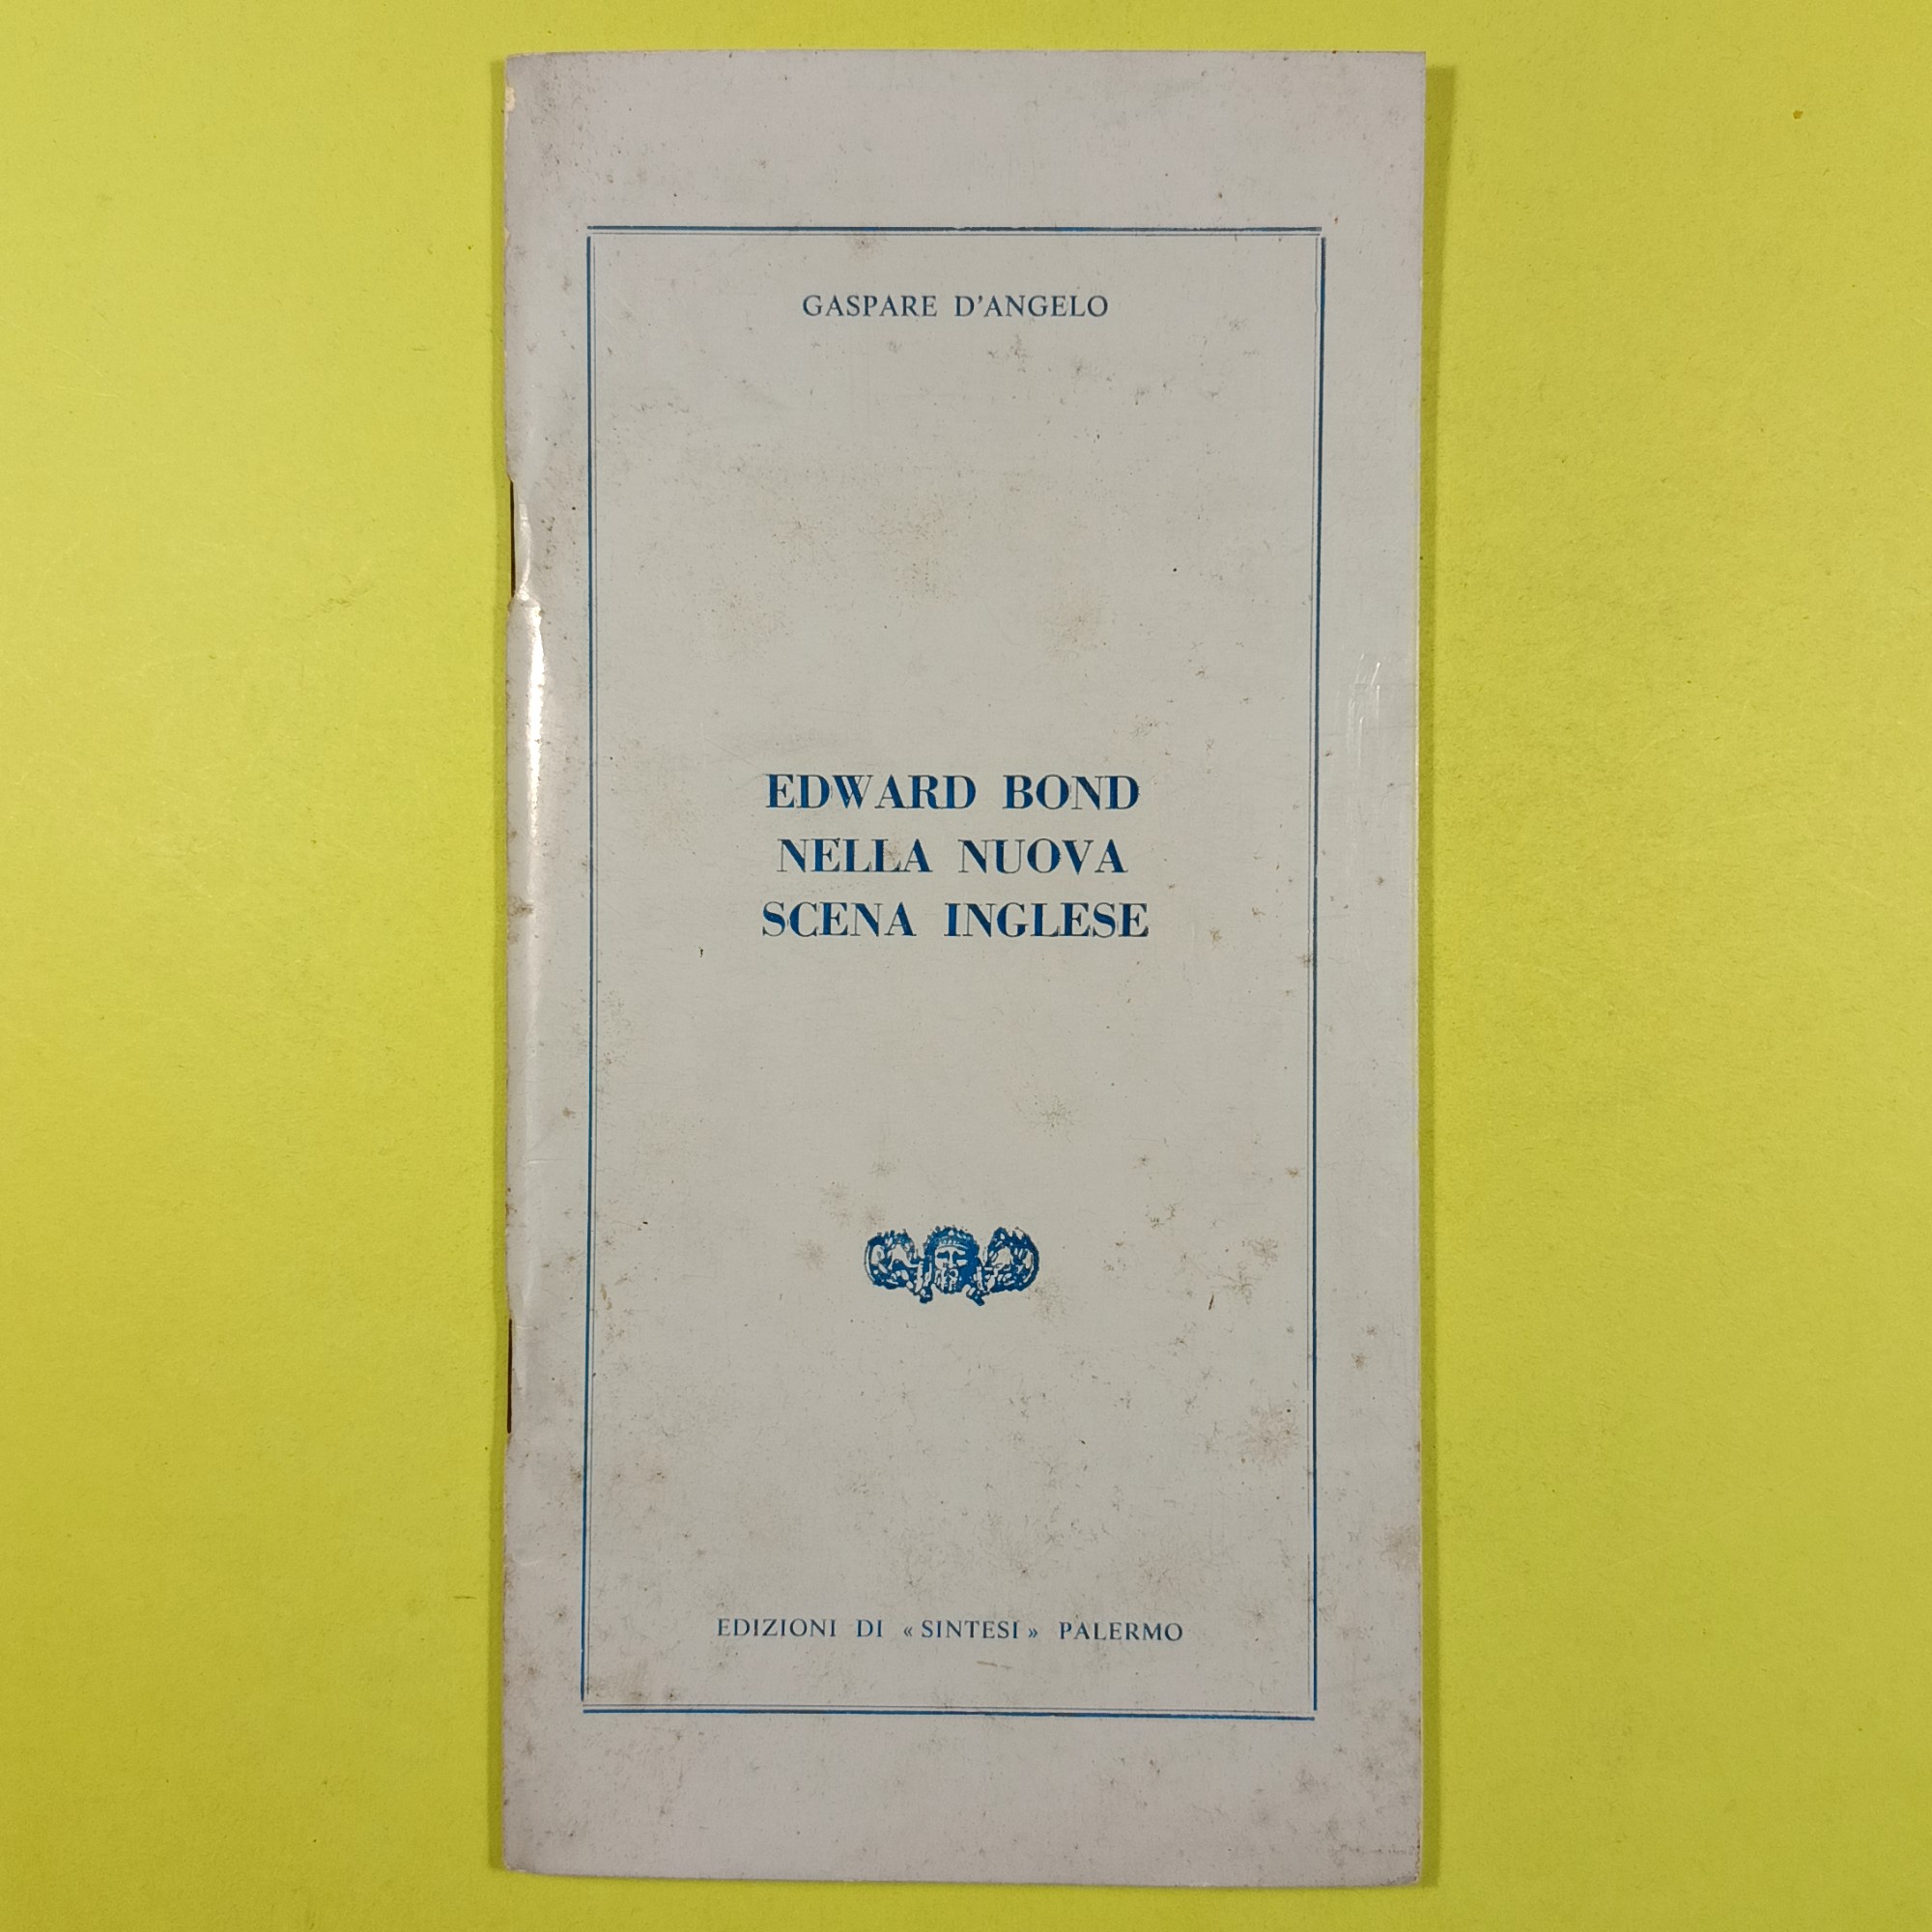 GASPARE D'ANGELO
EDWARD BOND
NELLA NUOVA
SCENA INGLESE
EDIZIONI DI « SINTESI » PALERMO